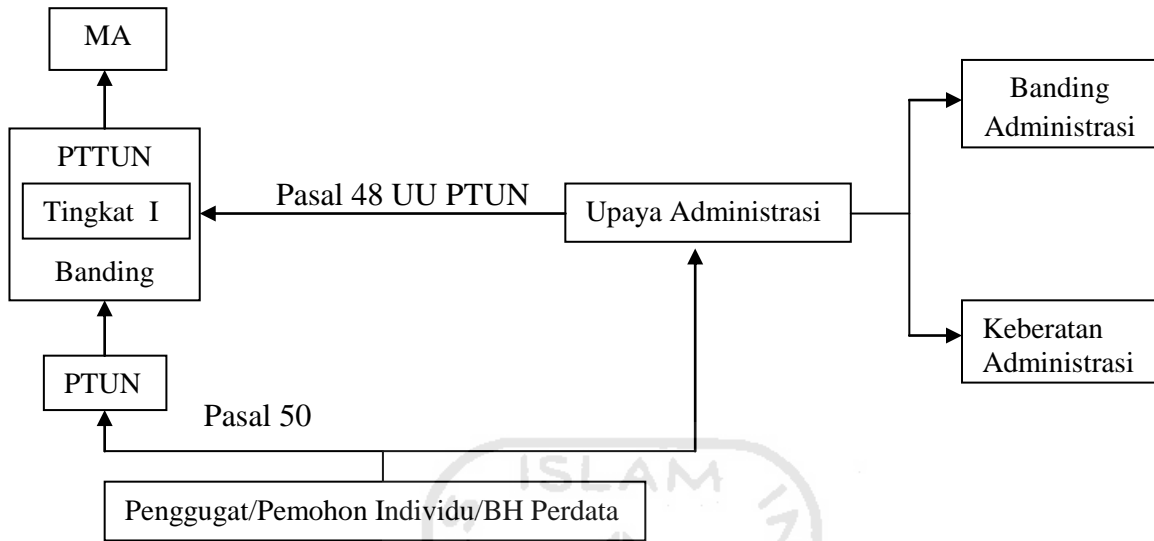 MA
Banding
Administrasi
PTTUN
Tingkat I
Banding
Pasal 48 UU PTUN
Upaya Administrasi
Keberatan
Administrasi
PTUN
Pasal 50
ISLAM
Penggugat/Pemohon Individu/BH Perdata